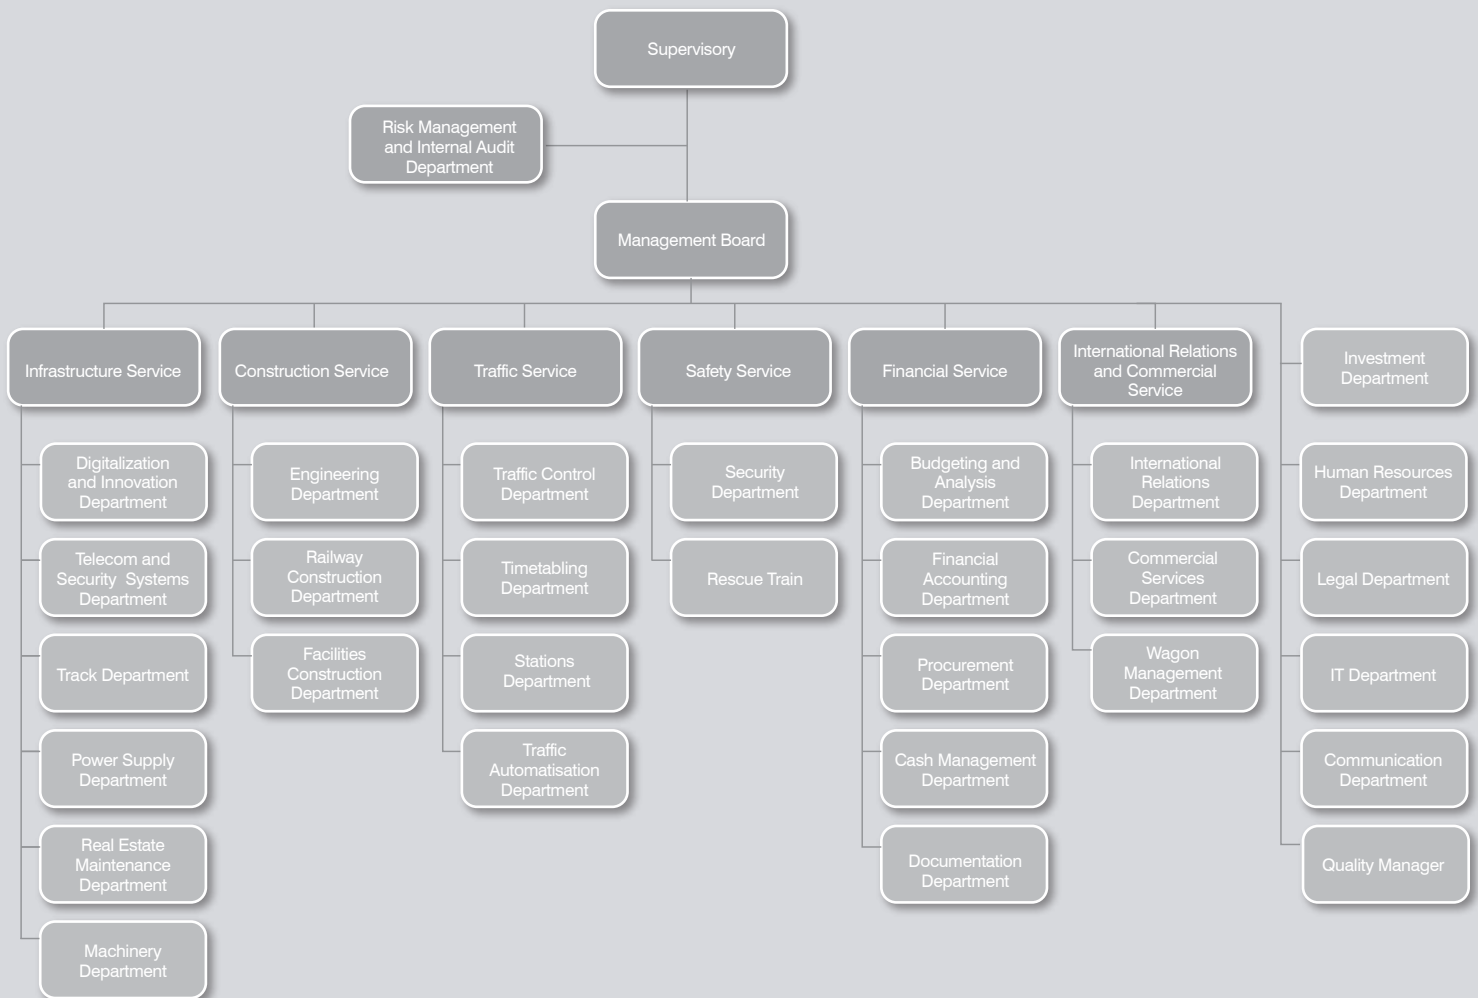 Supervisory
Risk Management
and Internal Audit
Department
Management Board
Infrastructure Service
Construction Service
Traffic Service
Safety Service
Financial Service
International Relations
and Commercial
Service
Investment
Department
Digitalization
and Innovation
Department
Telecom and
Security Systems
Department
Track Department
Power Supply
Department
Real Estate
Maintenance
Department
Machinery
Department
Engineering
Department
Railway
Construction
Department
Facilities
Construction
Department
Traffic Control
Department
Timetabling
Department
Stations
Department
Traffic
Automatisation
Department
Security
Department
Rescue Train
Budgeting and
Analysis
Department
Financial
Accounting
Department
Procurement
Department
Cash Management
Department
Documentation
Department
International
Relations
Department
Commercial
Services
Department
Wagon
Management
Department
Human Resources
Department
Legal Department
IT Department
Communication
Department
Quality Manager